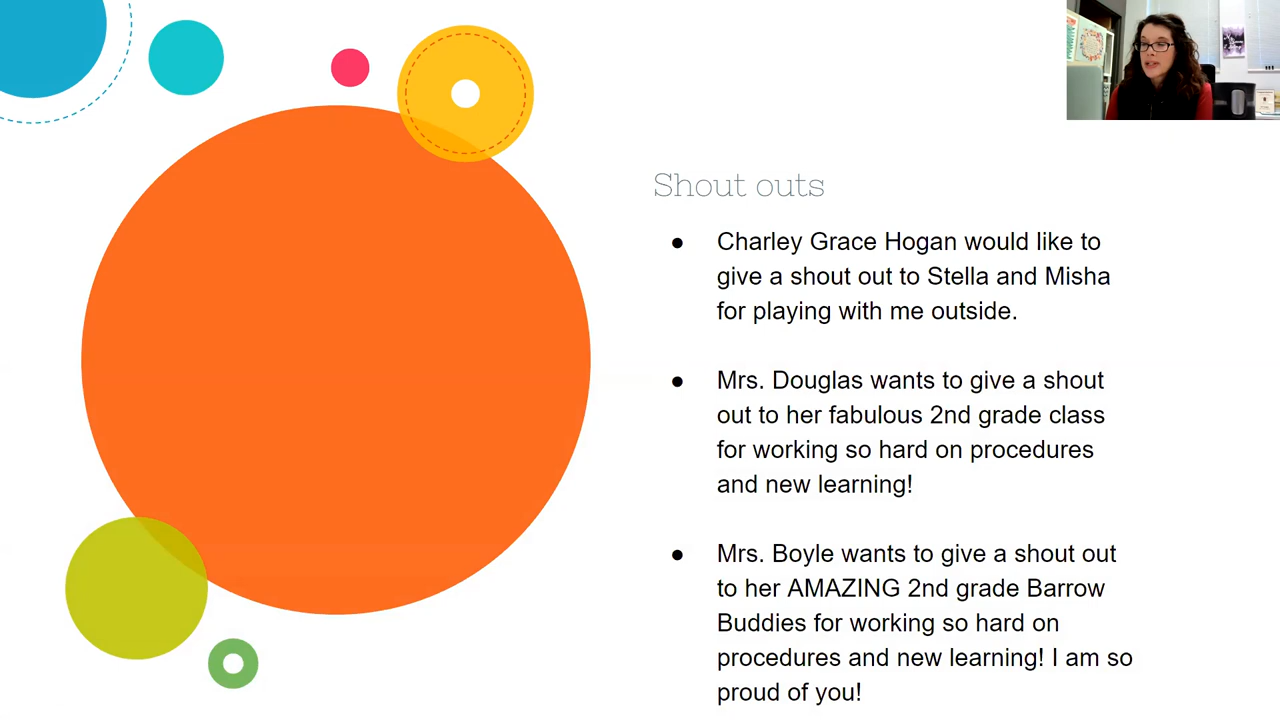 Shout outs
● Charley Grace Hogan would like to
give a shout out to Stella and Misha
for playing with me outside.
● Mrs. Douglas wants to give a shout
out to her fabulous 2nd grade class
for working so hard on procedures
and new learning!
● Mrs. Boyle wants to give a shout out
to her AMAZING 2nd grade Barrow
Buddies for working so hard on
procedures and new learning! I am so
proud of you!